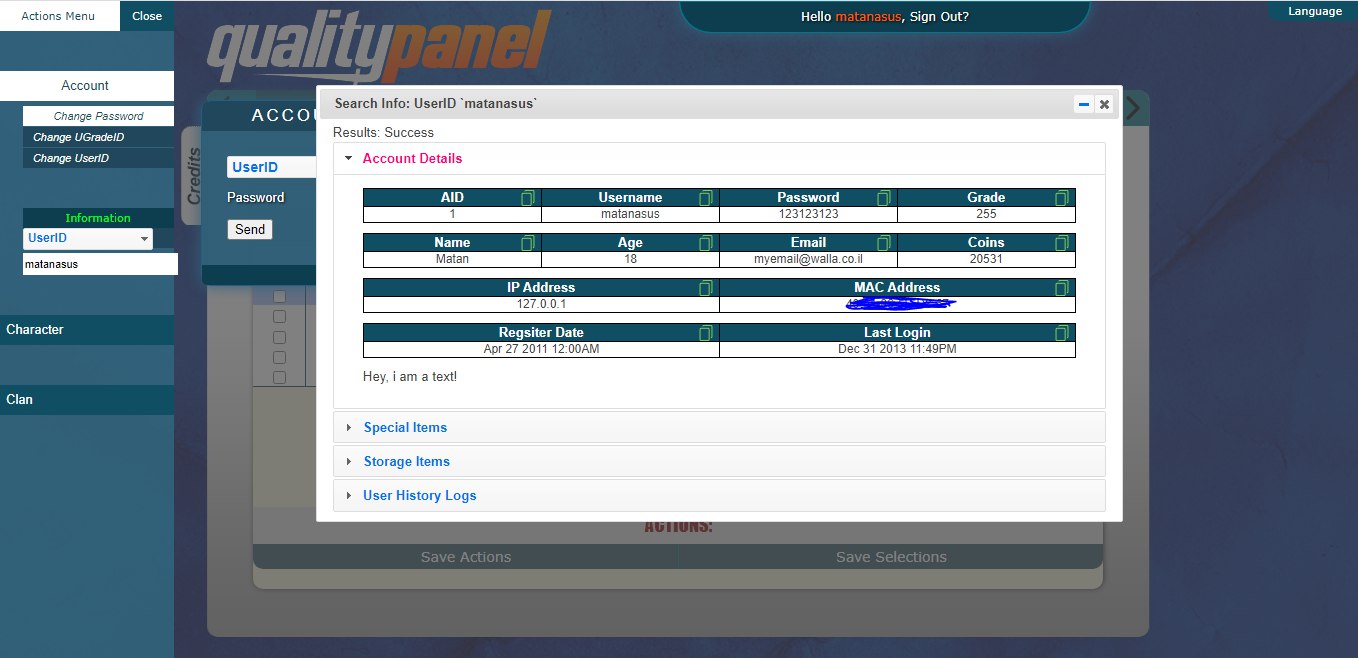 Actions Menu Close
qualitypanel
Hello matanasus, Sign Out?
Language
Account
Change Password
Change UGradeID
Change UserID
Information
UserID
matanasus
Character
Clan
Credits
ACCOU
UserID
Password
Send
Search Info: UserID `matanasus`
Results: Success
Account Details
AID Username Password Grade
1 matanasus 123123123 255
Name Age Email Coins
Matan 18 myemail@walla.co.il 20531
IP Address MAC Address
127.0.0.1
Regsiter Date Last Login
Apr 27 2011 12:00AM Dec 31 2013 11:49PM
Hey, i am a text!
Special Items
Storage Items
User History Logs
ACTIONS:
Save Actions Save Selections